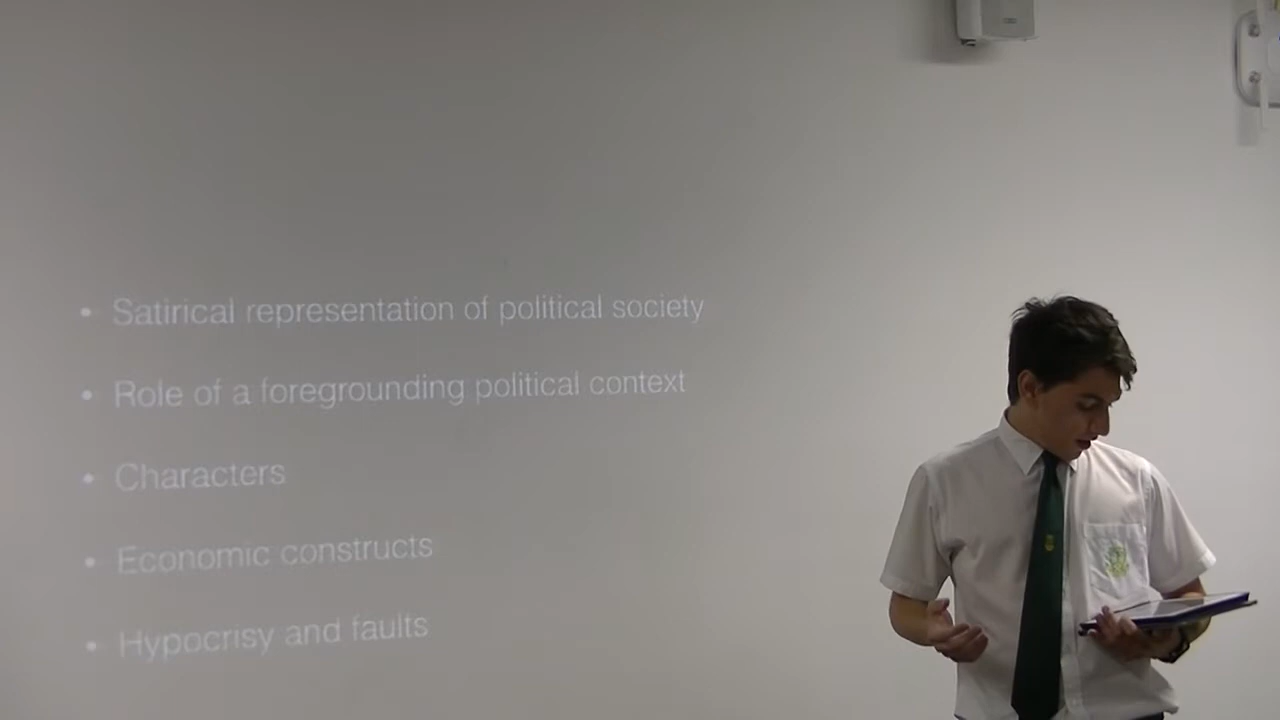 • Satirical representation of political society
• Role of a foregrounding political context
• Characters
• Economic constructs
• Hypocrisy and faults